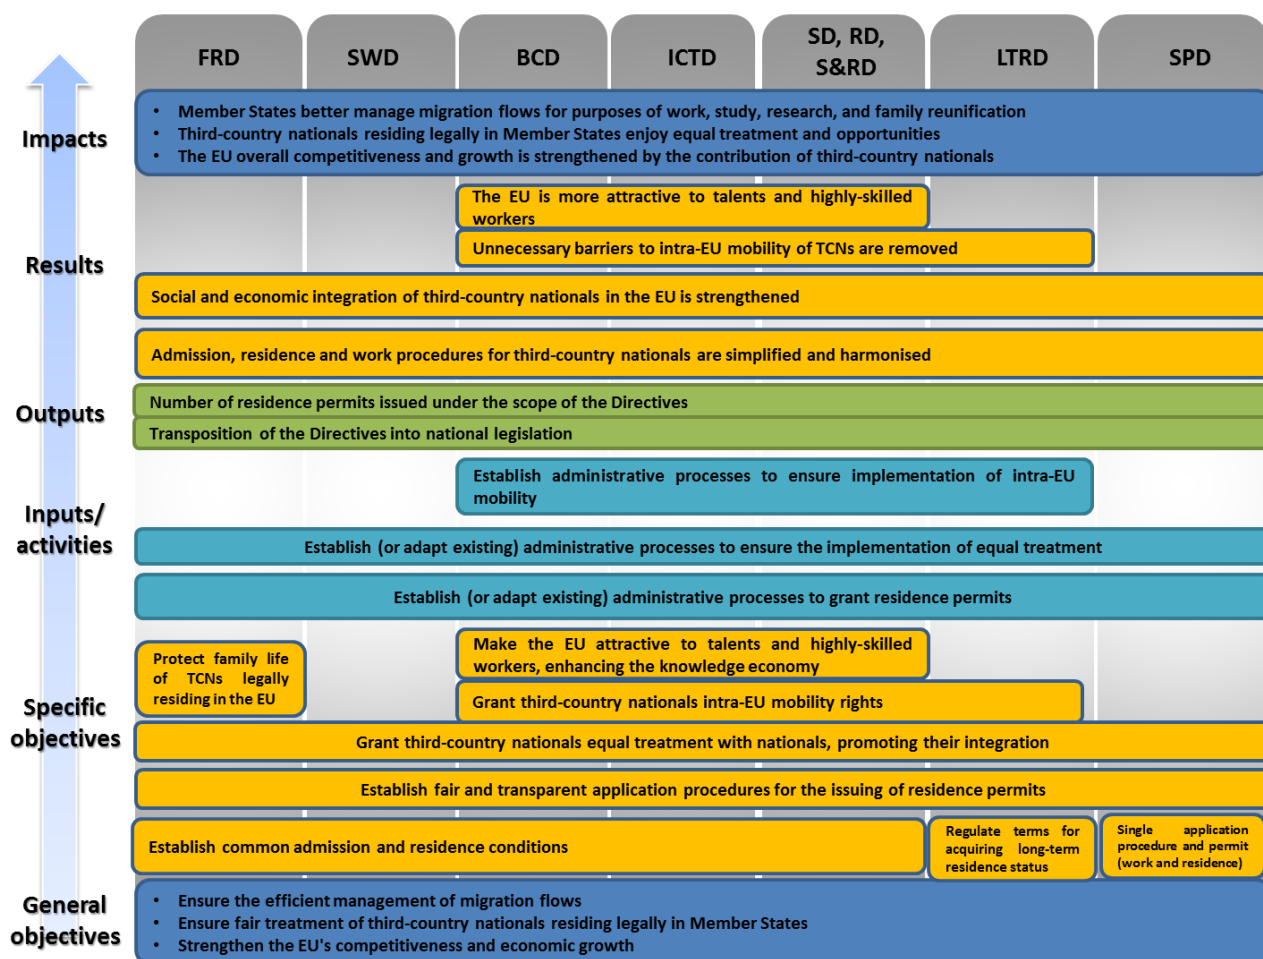 FRD
SWD
BCD
ICTD
SD, RD,
S&RD
LTRD
SPD
Impacts
• Member States better manage migration flows for purposes of work, study, research, and family reunification
• Third-country nationals residing legally in Member States enjoy equal treatment and opportunities
• The EU overall competitiveness and growth is strengthened by the contribution of third-country nationals
Results
The EU is more attractive to talents and highly-skilled
workers
Unnecessary barriers to intra-EU mobility of TCNs are removed
Social and economic integration of third-country nationals in the EU is strengthened
Admission, residence and work procedures for third-country nationals are simplified and harmonised
Outputs
Number of residence permits issued under the scope of the Directives
Transposition of the Directives into national legislation
Inputs/
activities
Establish administrative processes to ensure implementation of intra-EU
mobility
Establish (or adapt existing) administrative processes to ensure the implementation of equal treatment
Establish (or adapt existing) administrative processes to grant residence permits
Specific
objectives
Protect family life
of TCNs legally
residing in the EU
Make the EU attractive to talents and highly-skilled
workers, enhancing the knowledge economy
Grant third-country nationals intra-EU mobility rights
Grant third-country nationals equal treatment with nationals, promoting their integration
Establish fair and transparent application procedures for the issuing of residence permits
Establish common admission and residence conditions
Regulate terms for
acquiring long-term
residence status
Single application
procedure and permit
(work and residence)
General
objectives
• Ensure the efficient management of migration flows
• Ensure fair treatment of third-country nationals residing legally in Member States
• Strengthen the EU's competitiveness and economic growth